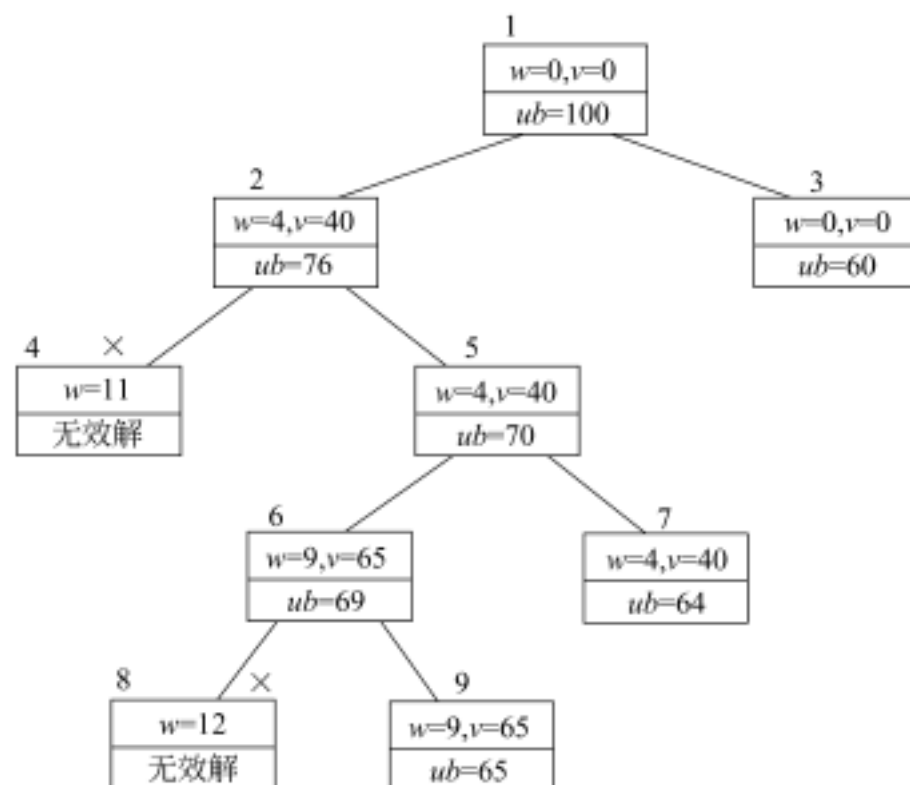 1
w=0,v=0
ub=100
2
w=4,v=40
ub=76
3
w=0,v=0
ub=60
4
×
w=11
无效解
5
w=4,v=40
ub=70
6
w=9,v=65
ub=69
7
w=4,v=40
ub=64
8
×
w=12
无效解
9
w=9,v=65
ub=65